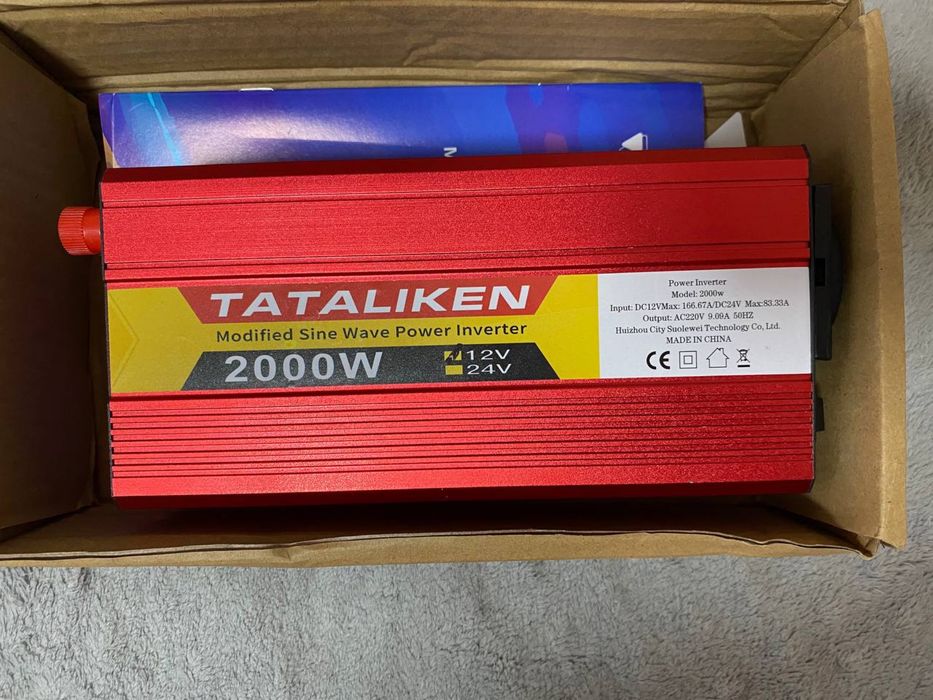 TATALIKEN
Modified Sine Wave Power Inverter
2000W
12V
24V
Power Inverter
Model: 2000w
Input: DC12VMax: 166.67A/DC24V Max:83.33A
Output: AC220V 9.09A 50HZ
Huizhou City Suolewei Technology Co, Ltd.
MADE IN CHINA
CE